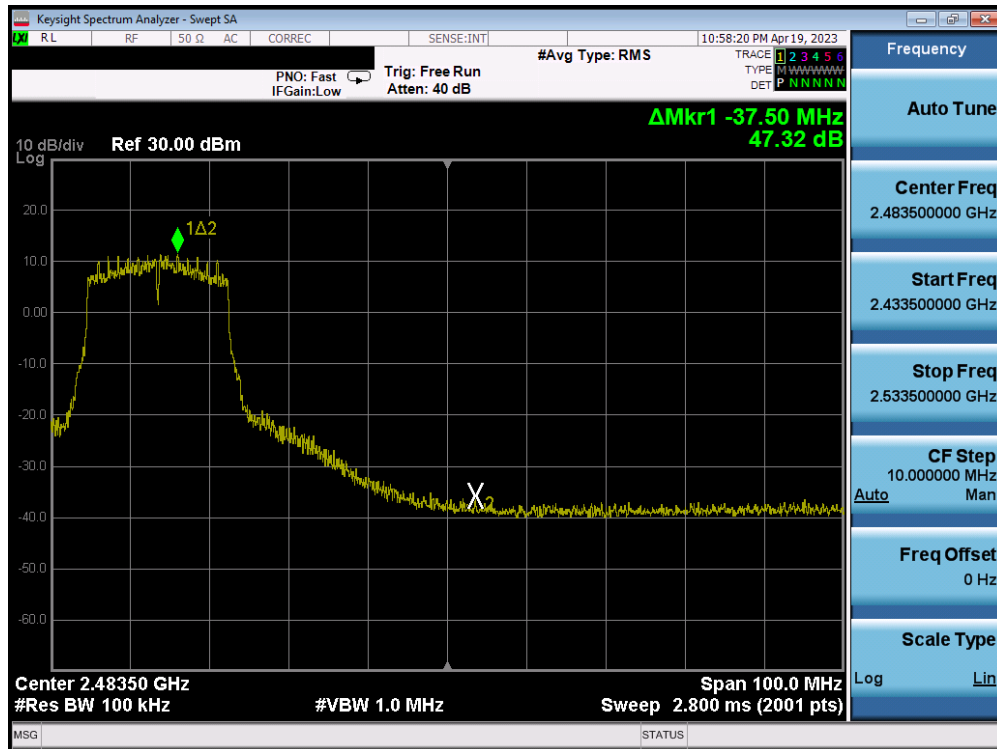 Keysight Spectrum Analyzer - Swept SA
LXI RL RF 50 Ω AC CORREC SENSE:INT 10:58:20 PM Apr 19, 2023
#Avg Type: RMS
TRACE 1 2 3 4 5 6
TYPE M WWWWW
DET P N N N N N
PNO: Fast
IFGain:Low
Trig: Free Run
Atten: 40 dB
ΔMkr1 -37.50 MHz
47.32 dB
10 dB/div
Log
Ref 30.00 dBm
20.0
10.0
0.00
-10.0
-20.0
-30.0
-40.0
-50.0
-60.0
1Δ2
X2
Center 2.48350 GHz
#Res BW 100 kHz
#VBW 1.0 MHz
Span 100.0 MHz
Sweep 2.800 ms (2001 pts)
MSG
STATUS
Frequency
Auto Tune
Center Freq
2.483500000 GHz
Start Freq
2.433500000 GHz
Stop Freq
2.533500000 GHz
CF Step
10.000000 MHz
Auto Man
Freq Offset
0 Hz
Scale Type
Log Lin